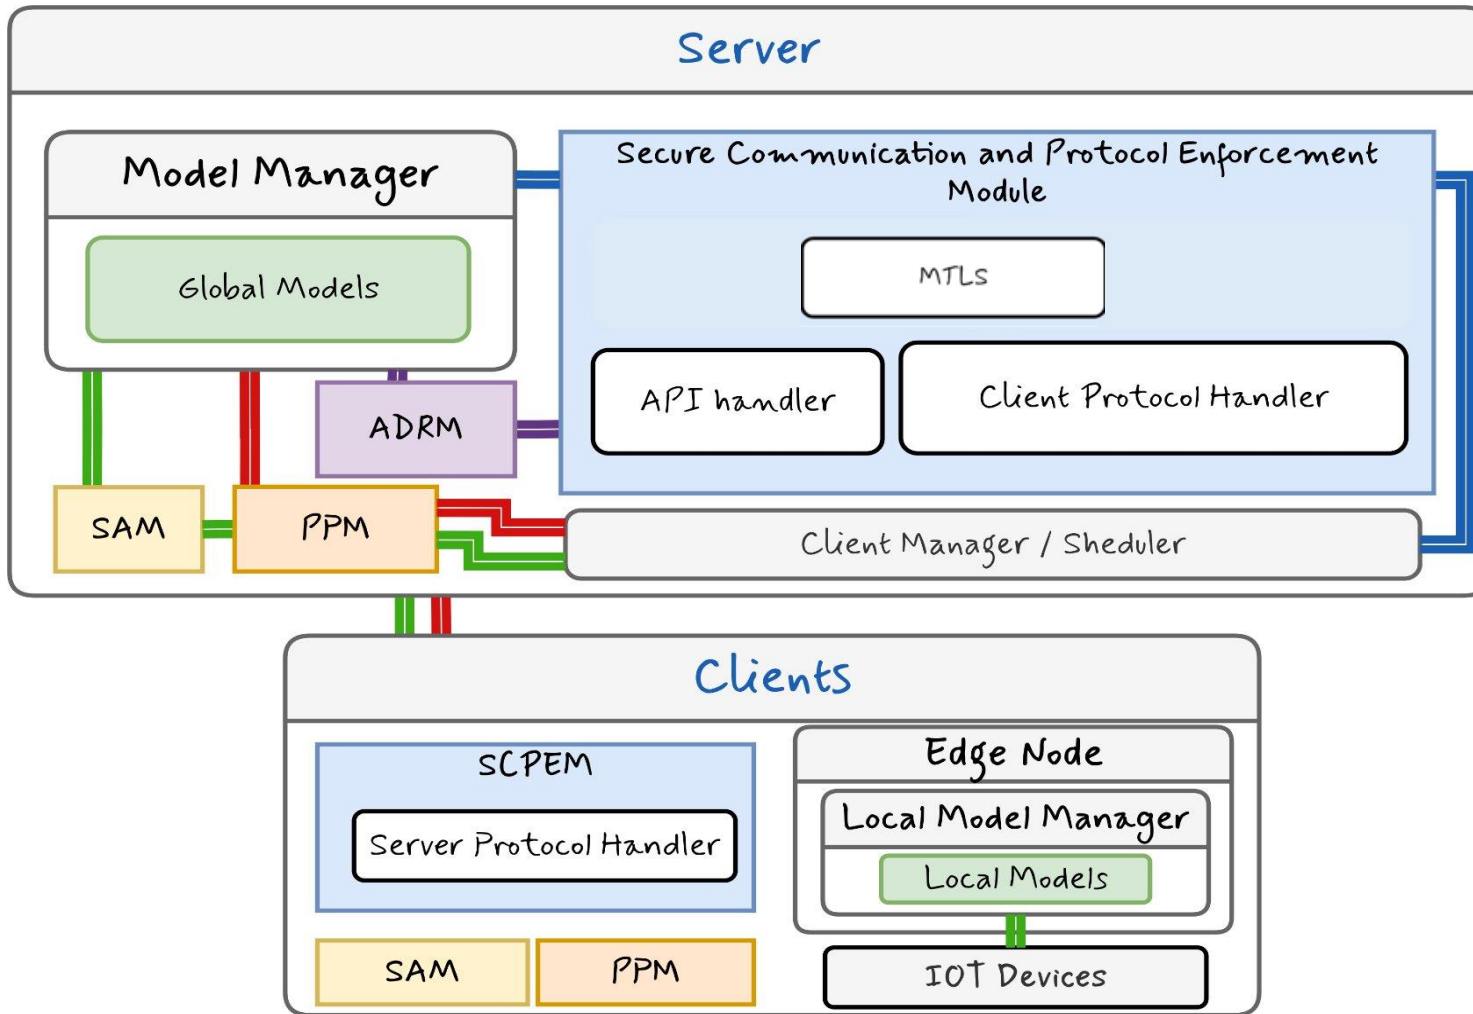 Server
Model Manager
Global Models
Secure Communication and Protocol Enforcement
Module
MTLS
API handler
Client Protocol Handler
ADRM
SAM
PPM
Client Manager / Sheduler
Clients
SCPEM
Server Protocol Handler
SAM
PPM
Edge Node
Local Model Manager
Local Models
IOT Devices